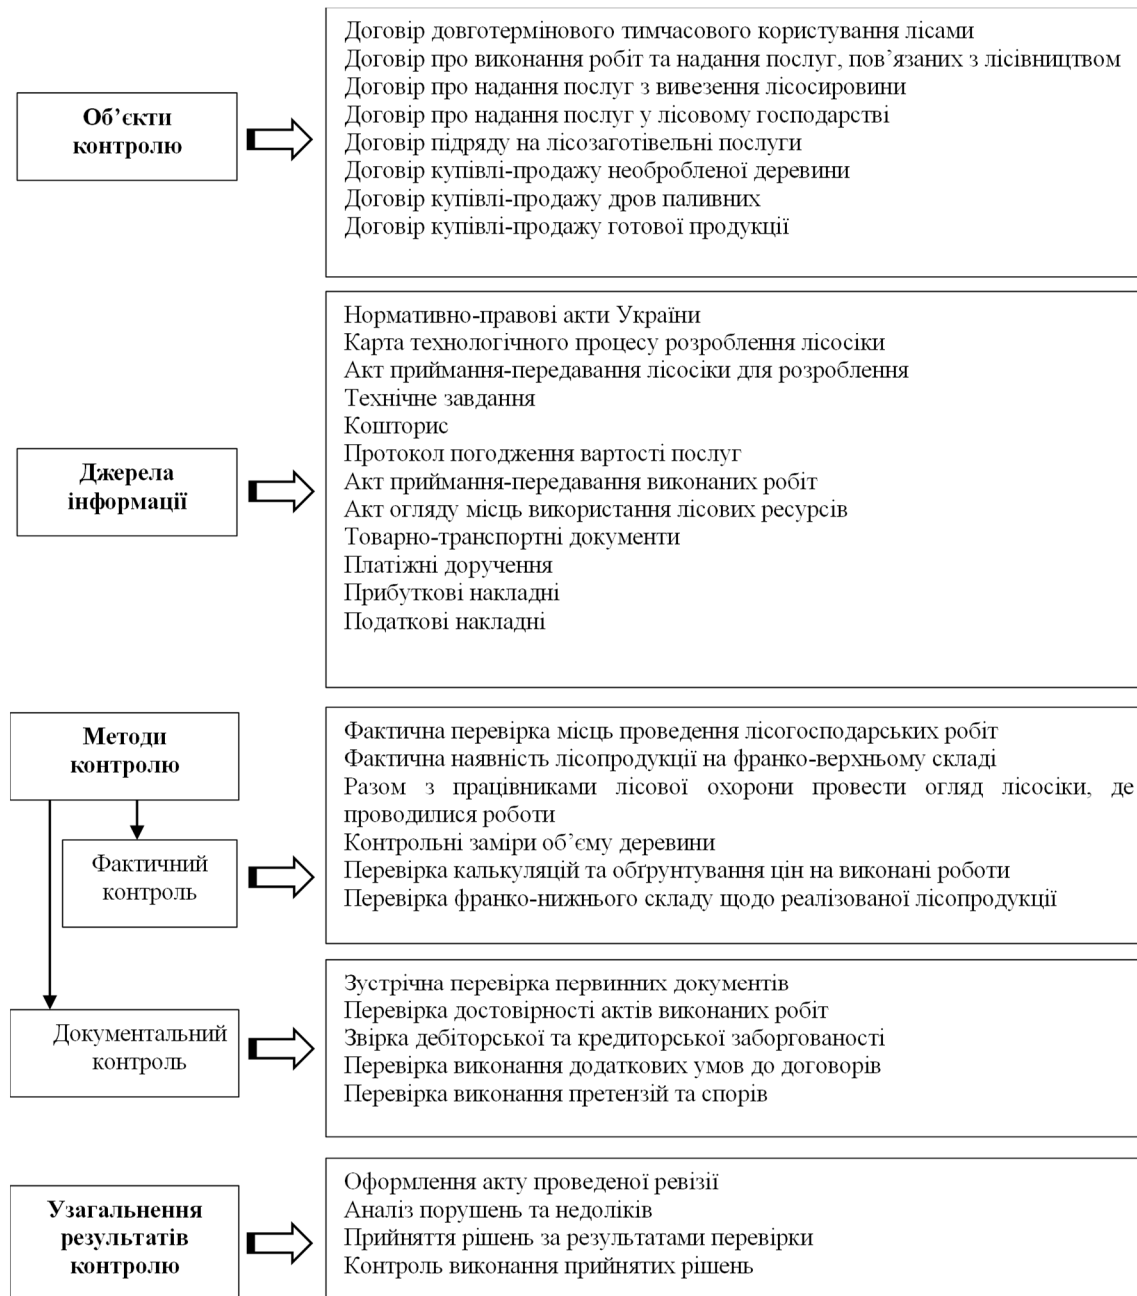 Об’єкти
контролю
Договір довготермінового тимчасового користування лісами
Договір про виконання робіт та надання послуг, пов’язаних з лісівництвом
Договір про надання послуг з вивезення лісосировини
Договір про надання послуг у лісовому господарстві
Договір підряду на лісозаготівельні послуги
Договір купівлі-продажу необробленої деревини
Договір купівлі-продажу дров паливних
Договір купівлі-продажу готової продукції
Джерела
інформації
Нормативно-правові акти України
Карта технологічного процесу розроблення лісосіки
Акт приймання-передавання лісосіки для розроблення
Технічне завдання
Кошторис
Протокол погодження вартості послуг
Акт приймання-передавання виконаних робіт
Акт огляду місць використання лісових ресурсів
Товарно-транспортні документи
Платіжні доручення
Прибуткові накладні
Податкові накладні
Методи
контролю
Фактичний
контроль
Фактична перевірка місць проведення лісогосподарських робіт
Фактична наявність лісопродукції на франко-верхньому складі
Разом з працівниками лісової охорони провести огляд лісосіки, де
проводилися роботи
Контрольні заміри об’єму деревини
Перевірка калькуляцій та обґрунтування цін на виконані роботи
Перевірка франко-нижнього складу щодо реалізованої лісопродукції
Документальний
контроль
Зустрічна перевірка первинних документів
Перевірка достовірності актів виконаних робіт
Звірка дебіторської та кредиторської заборгованості
Перевірка виконання додаткових умов до договорів
Перевірка виконання претензій та спорів
Узагальнення
результатів
контролю
Оформлення акту проведеної ревізії
Аналіз порушень та недоліків
Прийняття рішень за результатами перевірки
Контроль виконання прийнятих рішень